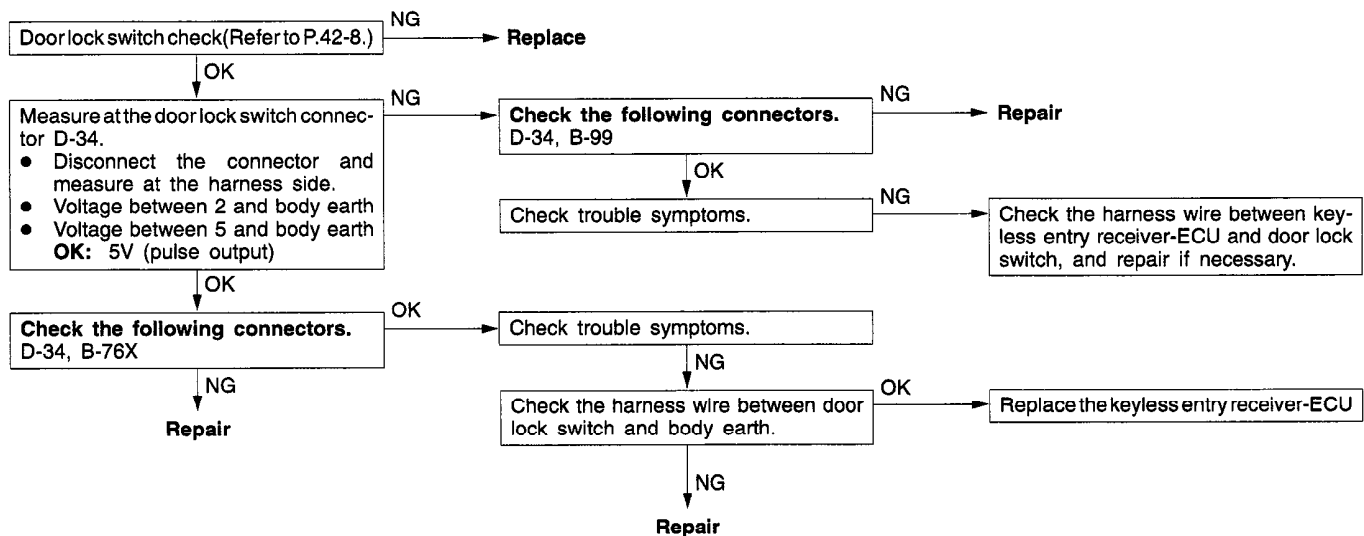 Door lock switch check(Refer to P.42-8.)
NG
Replace
OK
Measure at the door lock switch connec-
tor D-34.
● Disconnect the connector and
measure at the harness side.
● Voltage between 2 and body earth
● Voltage between 5 and body earth
OK: 5V (pulse output)
NG
Check the following connectors.
D-34, B-99
NG
Repair
OK
Check trouble symptoms.
NG
Check the harness wire between key-
less entry receiver-ECU and door lock
switch, and repair if necessary.
OK
Check the following connectors.
D-34, B-76X
OK
Check trouble symptoms.
NG
Repair
NG
Check the harness wire between door
lock switch and body earth.
OK
Replace the keyless entry receiver-ECU
NG
Repair